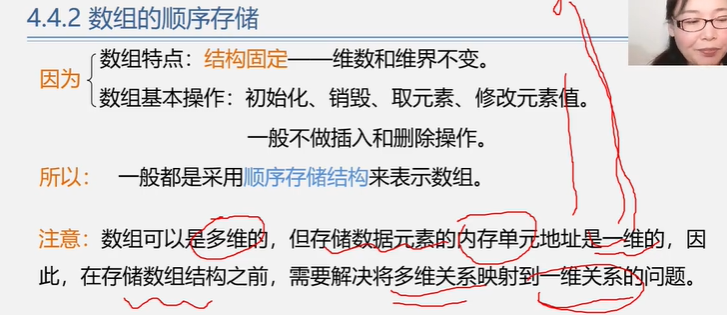 4.4.2 数组的顺序存储
因为
数组特点：结构固定——维数和维界不变。
数组基本操作：初始化、销毁、取元素、修改元素值。
一般不做插入和删除操作。
所以： 一般都是采用顺序存储结构来表示数组。
注意：数组可以是多维的，但存储数据元素的内存单元地址是一维的，因
此，在存储数组结构之前，需要解决将多维关系映射到一维关系的问题。